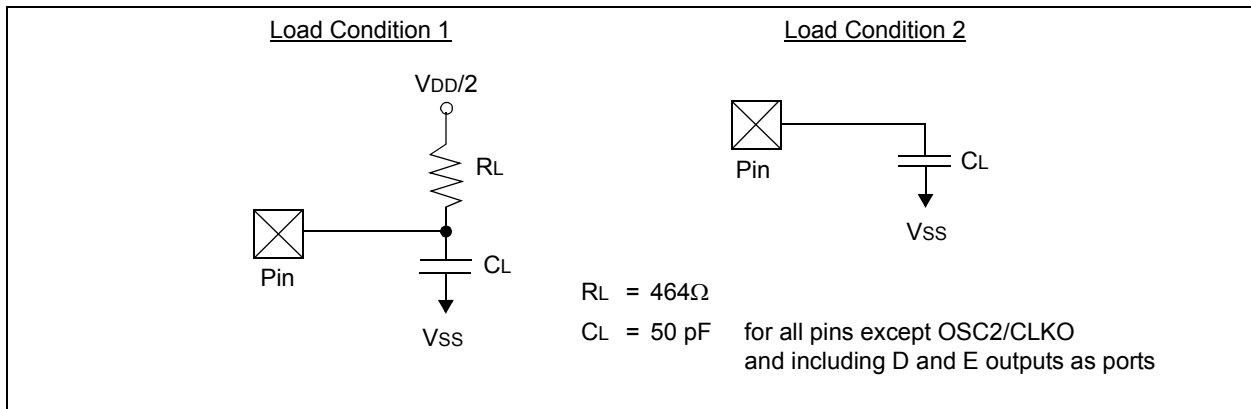 Load Condition 1
VDD/2
RL
Pin
CL
VSS
Load Condition 2
Pin
CL
VSS
RL = 464Ω
CL = 50 pF for all pins except OSC2/CLKO
and including D and E outputs as ports